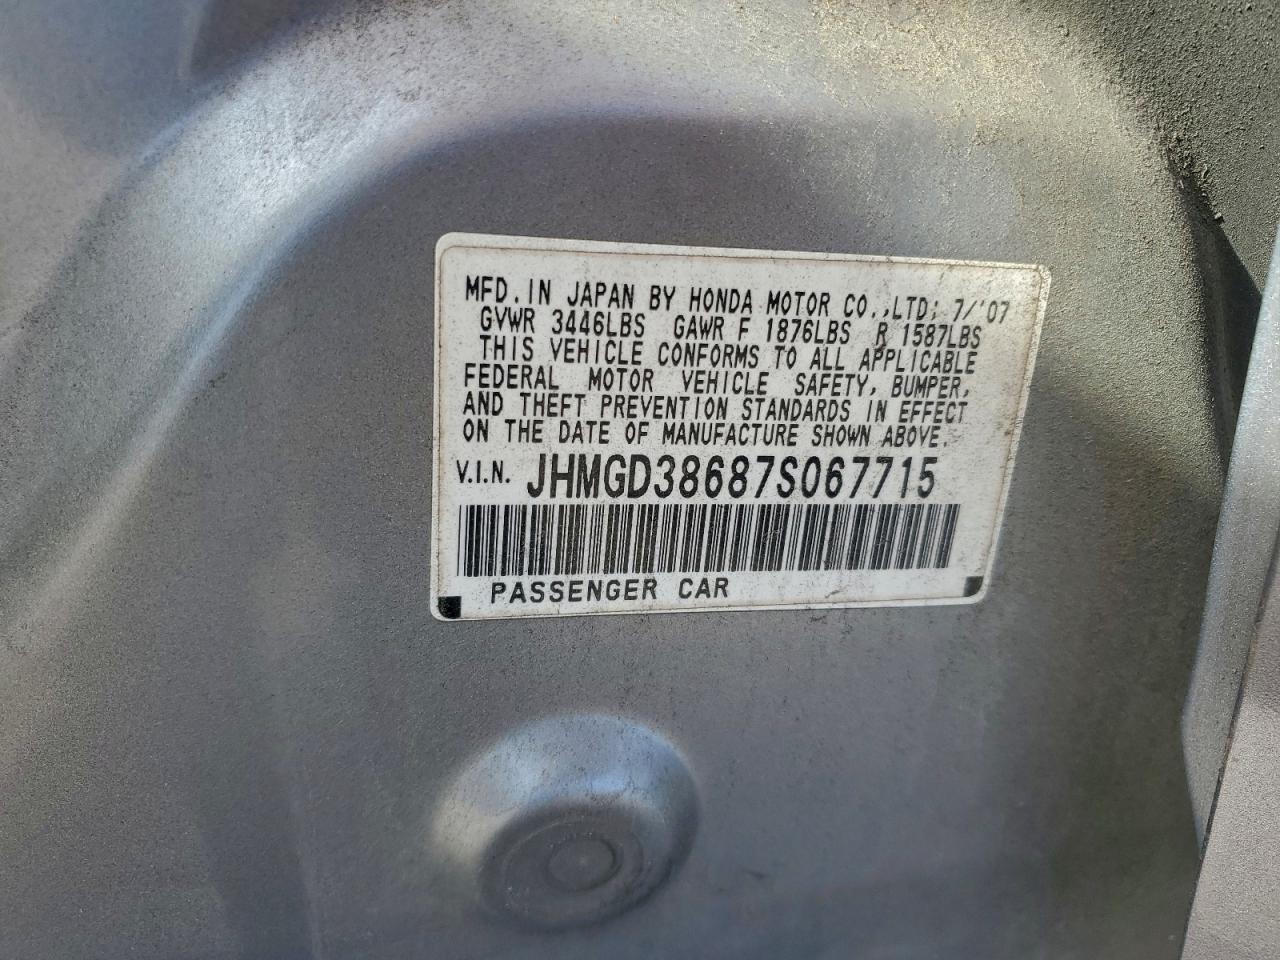 MFD. IN JAPAN BY HONDA MOTOR CO., LTD; 7/'07
GVWR 3446LBS GAWR F 1876LBS R 1587LBS
THIS VEHICLE CONFORMS TO ALL APPLICABLE
FEDERAL MOTOR VEHICLE SAFETY, BUMPER,
AND THEFT PREVENTION STANDARDS IN EFFECT
ON THE DATE OF MANUFACTURE SHOWN ABOVE.
V.I.N. JHMGD38687S067715
PASSENGER CAR